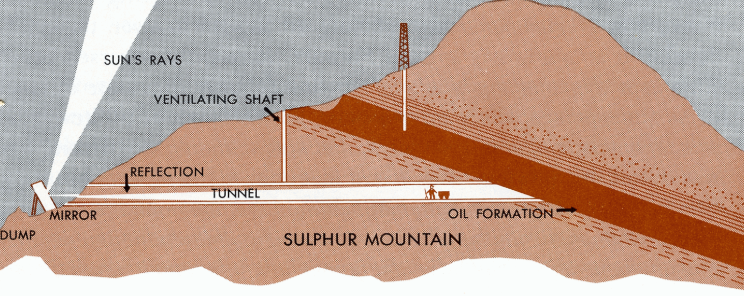 SUN'S RAYS
VENTILATING SHAFT
REFLECTION
TUNNEL
MIRROR
OIL FORMATION
DUMP
SULPHUR MOUNTAIN